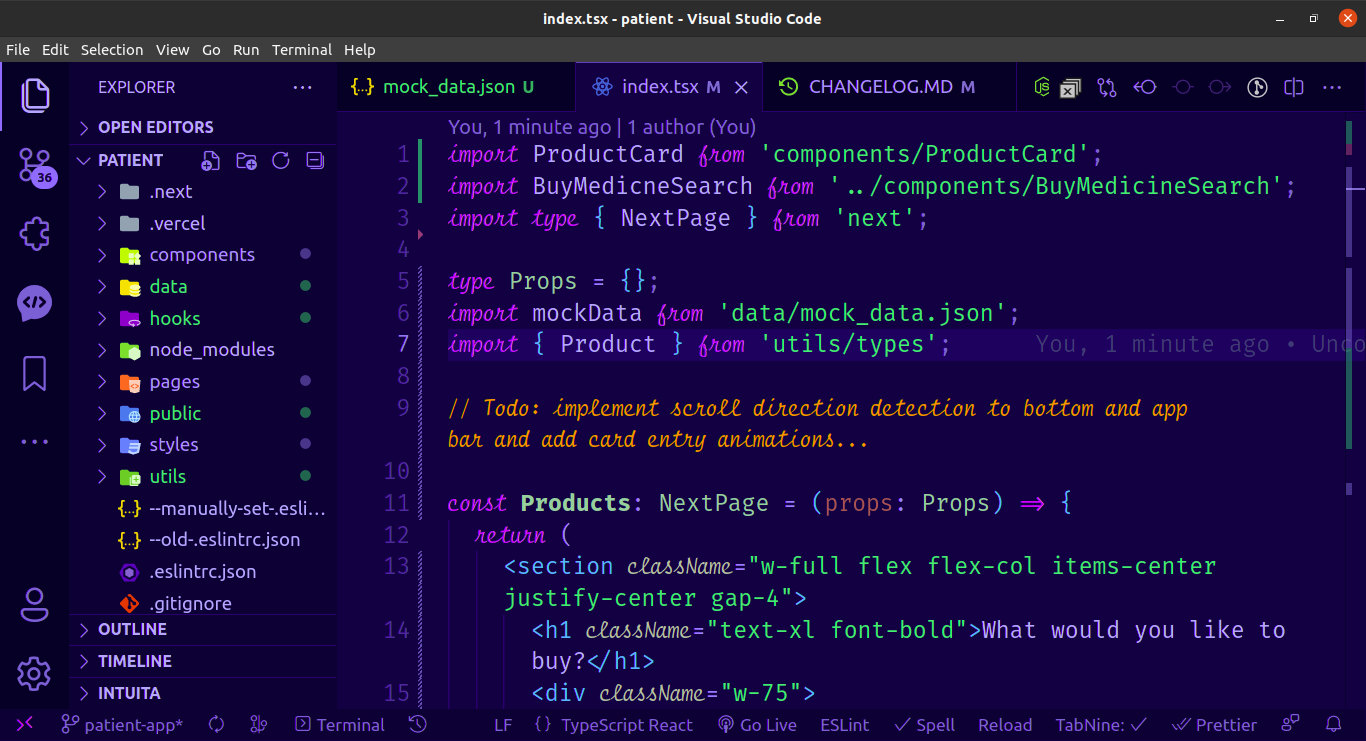 index.tsx - patient - Visual Studio Code
File Edit Selection View Go Run Terminal Help
EXPLORER
OPEN EDITORS
PATIENT
.next
.vercel
components
data
hooks
node_modules
pages
public
styles
utils
--manually-set-.esli...
--old-.eslintrc.json
.eslintrc.json
.gitignore
OUTLINE
TIMELINE
INTUITA
36
mock_data.json U
index.tsx M
CHANGELOG.MD M
You, 1 minute ago | 1 author (You)
1 import ProductCard from 'components/ProductCard';
2 import BuyMedicneSearch from '../components/BuyMedicineSearch';
3 import type { NextPage } from 'next';
4
5 type Props = {};
6 import mockData from 'data/mock_data.json';
7 import { Product } from 'utils/types'; You, 1 minute ago • Unco
8
9 // Todo: implement scroll direction detection to bottom and app
bar and add card entry animations...
10
11 const Products: NextPage = (props: Props) => {
12 return (
13 <section className="w-full flex flex-col items-center
justify-center gap-4">
14 <h1 className="text-xl font-bold">What would you like to
buy?</h1>
15 <div className="w-75">
patient-app* Terminal LF {} TypeScript React Go Live ESLint Spell Reload TabNine: Prettier